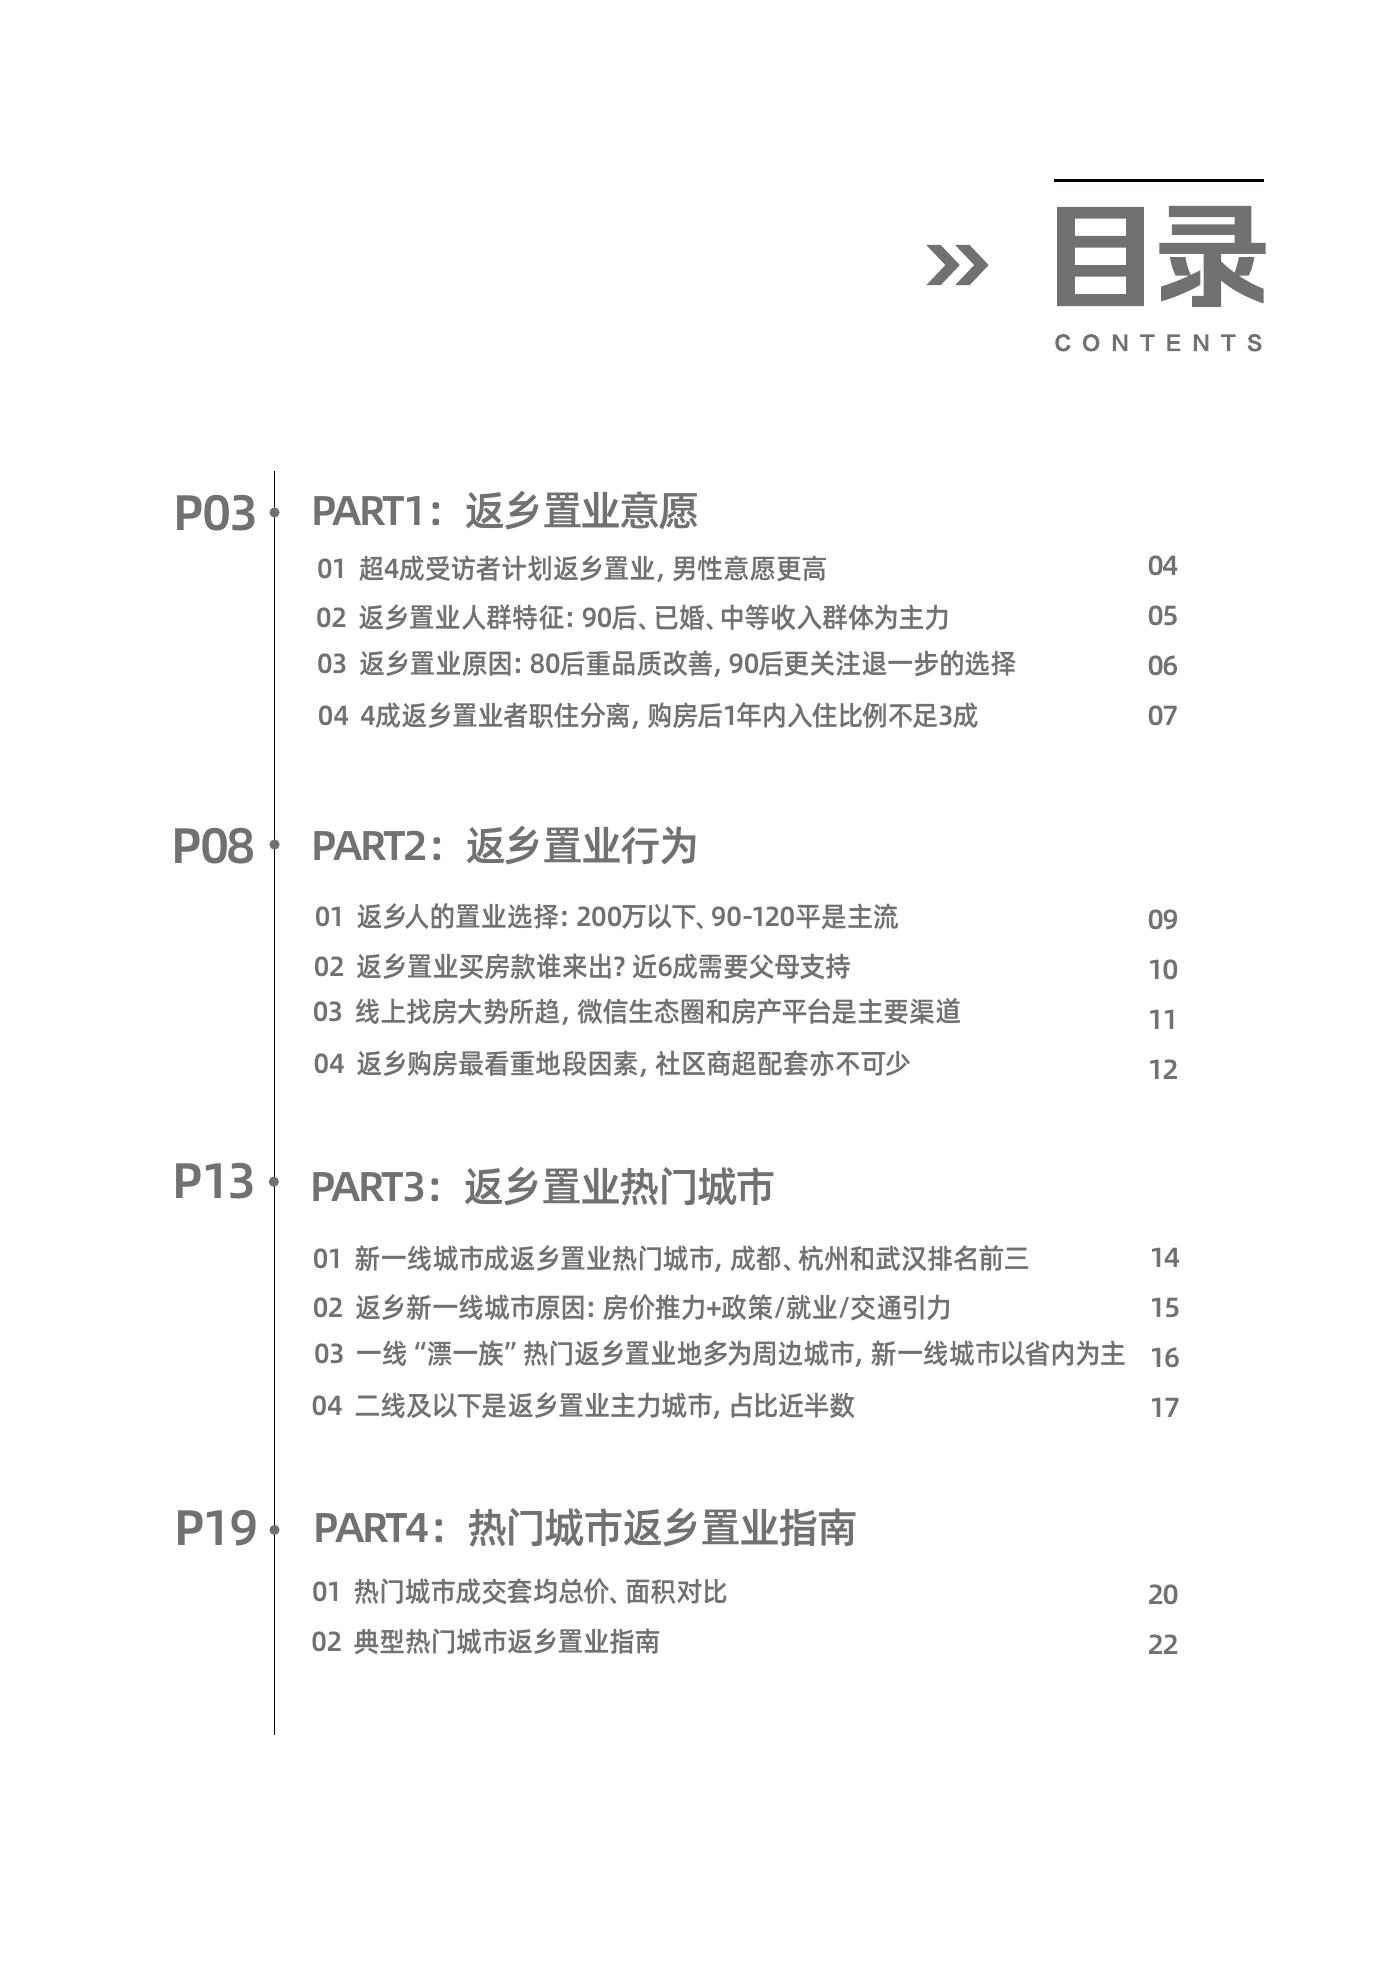 目录
CONTENTS
P03 PART1：返乡置业意愿
01 超4成受访者计划返乡置业，男性意愿更高 04
02 返乡置业人群特征：90后、已婚、中等收入群体为主力 05
03 返乡置业原因：80后重品质改善，90后更关注退一步的选择 06
04 4成返乡置业者职住分离，购房后1年内入住比例不足3成 07
P08 PART2：返乡置业行为
01 返乡人的置业选择：200万以下、90-120平是主流 09
02 返乡置业买房款谁来出？近6成需要父母支持 10
03 线上找房大势所趋，微信生态圈和房产平台是主要渠道 11
04 返乡购房最看重地段因素，社区商超配套亦不可少 12
P13 PART3：返乡置业热门城市
01 新一线城市成返乡置业热门城市，成都、杭州和武汉排名前三 14
02 返乡新一线城市原因：房价推力+政策/就业/交通引力 15
03 一线“漂一族”热门返乡置业地多为周边城市，新一线城市以省内为主 16
04 二线及以下是返乡置业主力城市，占比近半数 17
P19 PART4：热门城市返乡置业指南
01 热门城市成交套均总价、面积对比 20
02 典型热门城市返乡置业指南 22